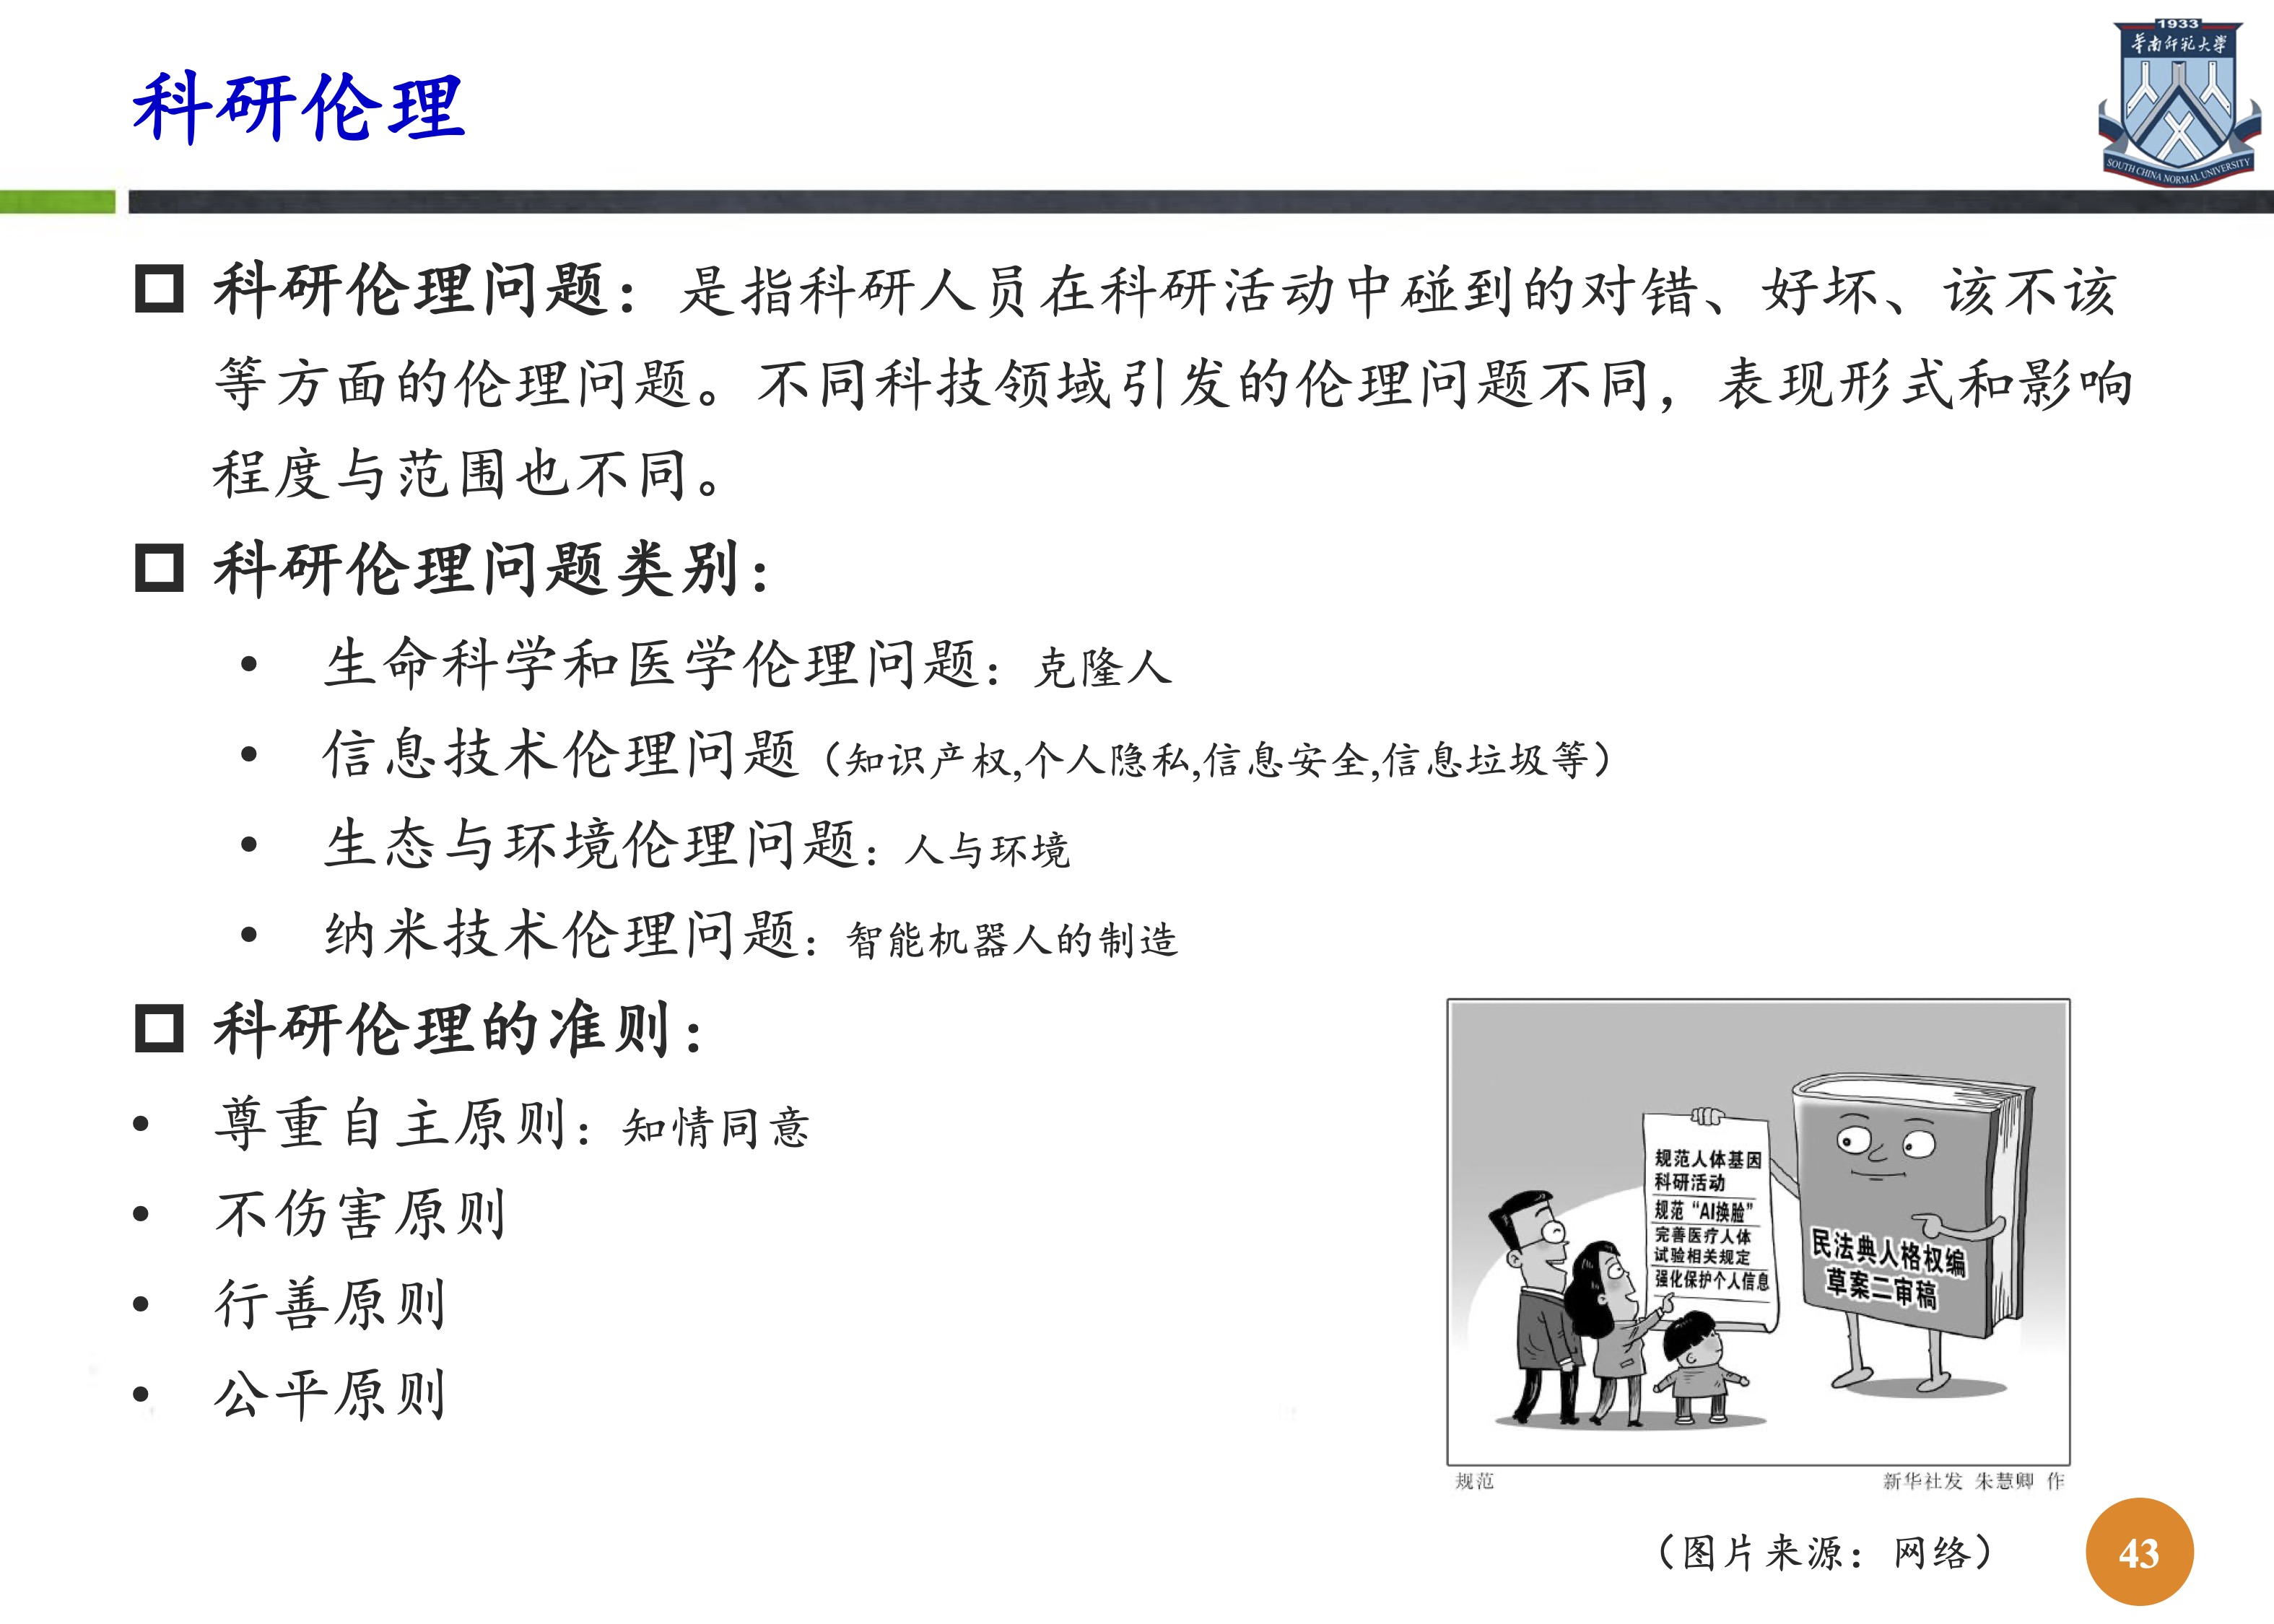 科研伦理
1933
华南师范大学
SOUTH CHINA NORMAL UNIVERSITY
科研伦理问题：是指科研人员在科研活动中碰到的对错、好坏、该不该
等方面的伦理问题。不同科技领域引发的伦理问题不同，表现形式和影响
程度与范围也不同。
科研伦理问题类别：
• 生命科学和医学伦理问题：克隆人
• 信息技术伦理问题（知识产权,个人隐私,信息安全,信息垃圾等）
• 生态与环境伦理问题：人与环境
• 纳米技术伦理问题：智能机器人的制造
科研伦理的准则：
• 尊重自主原则：知情同意
• 不伤害原则
• 行善原则
• 公平原则
规范人体基因
科研活动
规范“AI换脸”
完善医疗人体
试验相关规定
强化保护个人信息
民法典人格权编
草案二审稿
规范
新华社发 朱慧卿 作
（图片来源：网络）
43